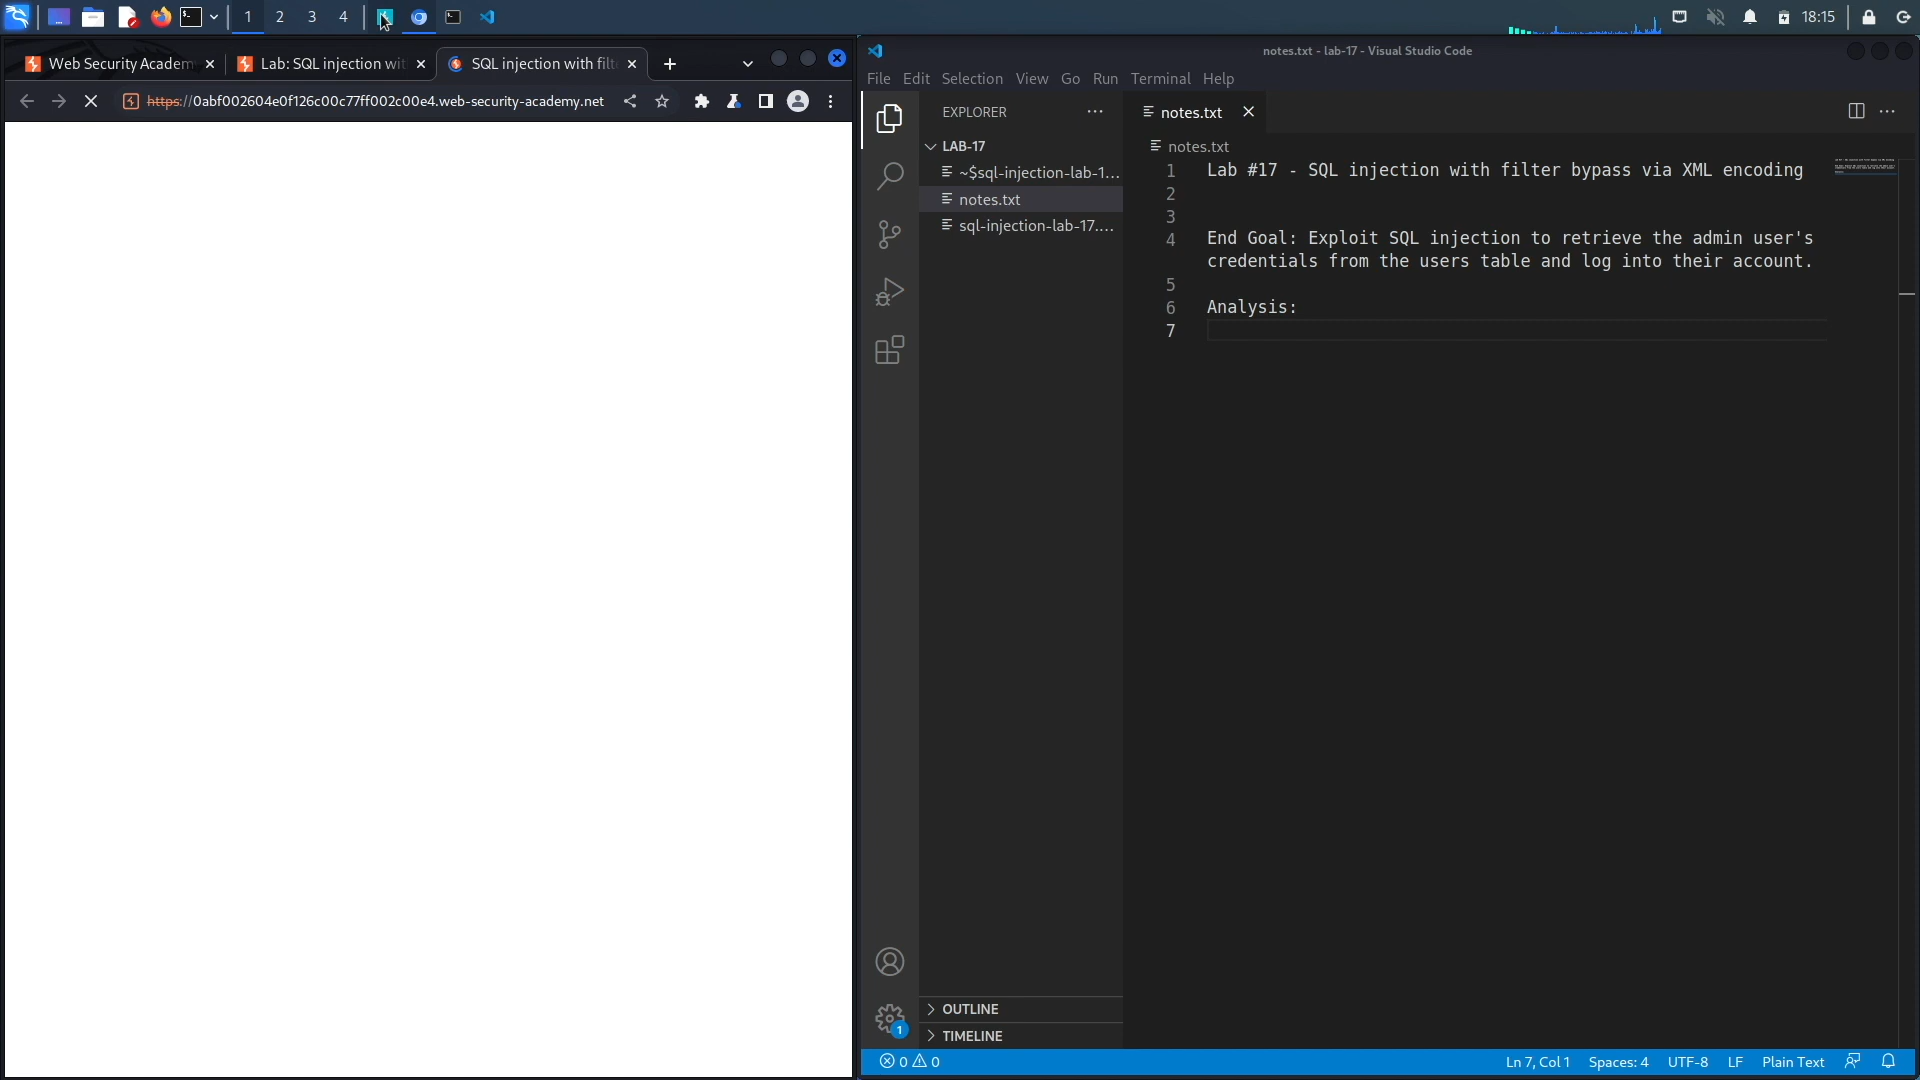 1 2 3 4 18:15
Web Security Academ Lab: SQL injection wit SQL injection with filt
https://0abf002604e0f126c00c77ff002c00e4.web-security-academy.net
notes.txt - lab-17 - Visual Studio Code
File Edit Selection View Go Run Terminal Help
EXPLORER
LAB-17
~$sql-injection-lab-1...
notes.txt
sql-injection-lab-17....
OUTLINE
TIMELINE
1
notes.txt
notes.txt
1 Lab #17 - SQL injection with filter bypass via XML encoding
2
3
4 End Goal: Exploit SQL injection to retrieve the admin user's
credentials from the users table and log into their account.
5
6 Analysis:
7
0 0 Ln 7, Col 1 Spaces: 4 UTF-8 LF Plain Text